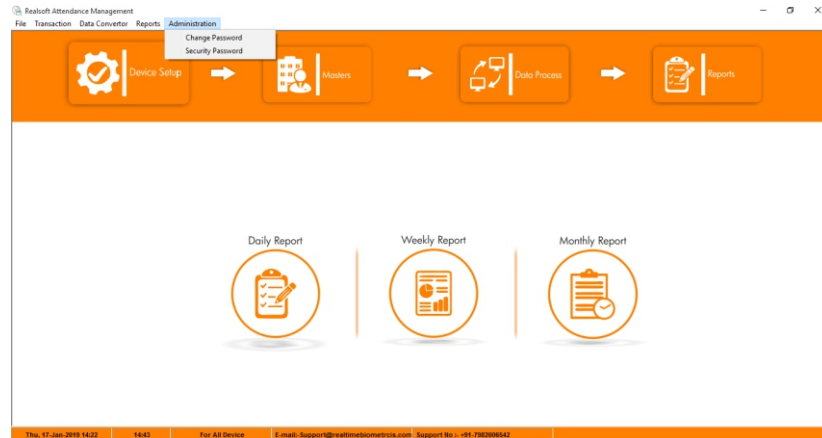 Realsoft Attendance Management
File Transaction Data Convertor Reports Administration
Change Password
Security Password
Device Setup Masters Data Process Reports
Daily Report Weekly Report Monthly Report
Thu, 17-Jan-2019 14:22 14:43 For All Device E-mail:-Support@realtimebiometrcis.com Support No :- +91-7982006542